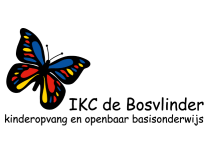 IKC de Bosvlinder
kinderopvang en openbaar basisonderwijs